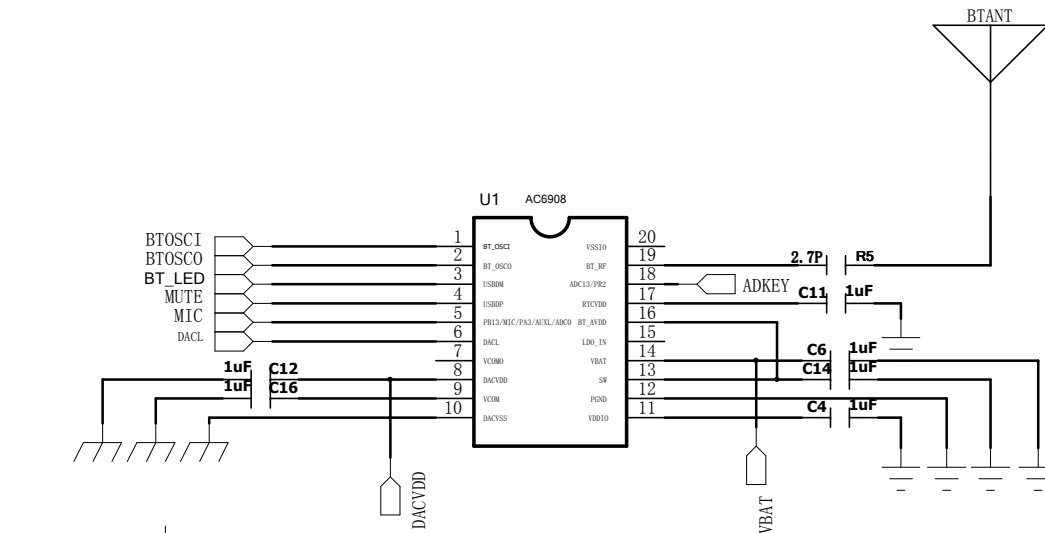 BTANT
U1 AC6908
BTOSCI
BTOSCO
BT_LED
MUTE
MIC
DACL
1 BT_OSCI
2 BT_OSCO
3 USBDM
4 USBDP
5 PB13/MIC/PA3/AUXL/ADC0
6 DACL
7 VCOMO
8 DACVDD
9 VCOM
10 DACVSS
VSSIO 20
BT_RF 19
ADC13/PR2 18
RTCVDD 17
BT_AVDD 16
LDO_IN 15
VBAT 14
SW 13
PGND 12
VDDIO 11
2.7P R5
ADKEY
C11 1uF
C6 1uF
C14 1uF
C4 1uF
1uF C12
1uF C16
DACVDD
VBAT